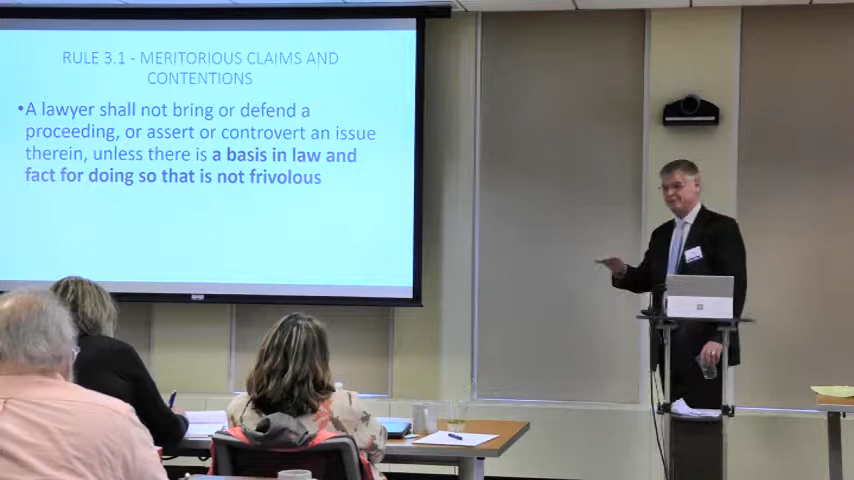 RULE 3.1 - MERITORIOUS CLAIMS AND
CONTENTIONS
•A lawyer shall not bring or defend a
proceeding, or assert or controvert an issue
therein, unless there is a basis in law and
fact for doing so that is not frivolous